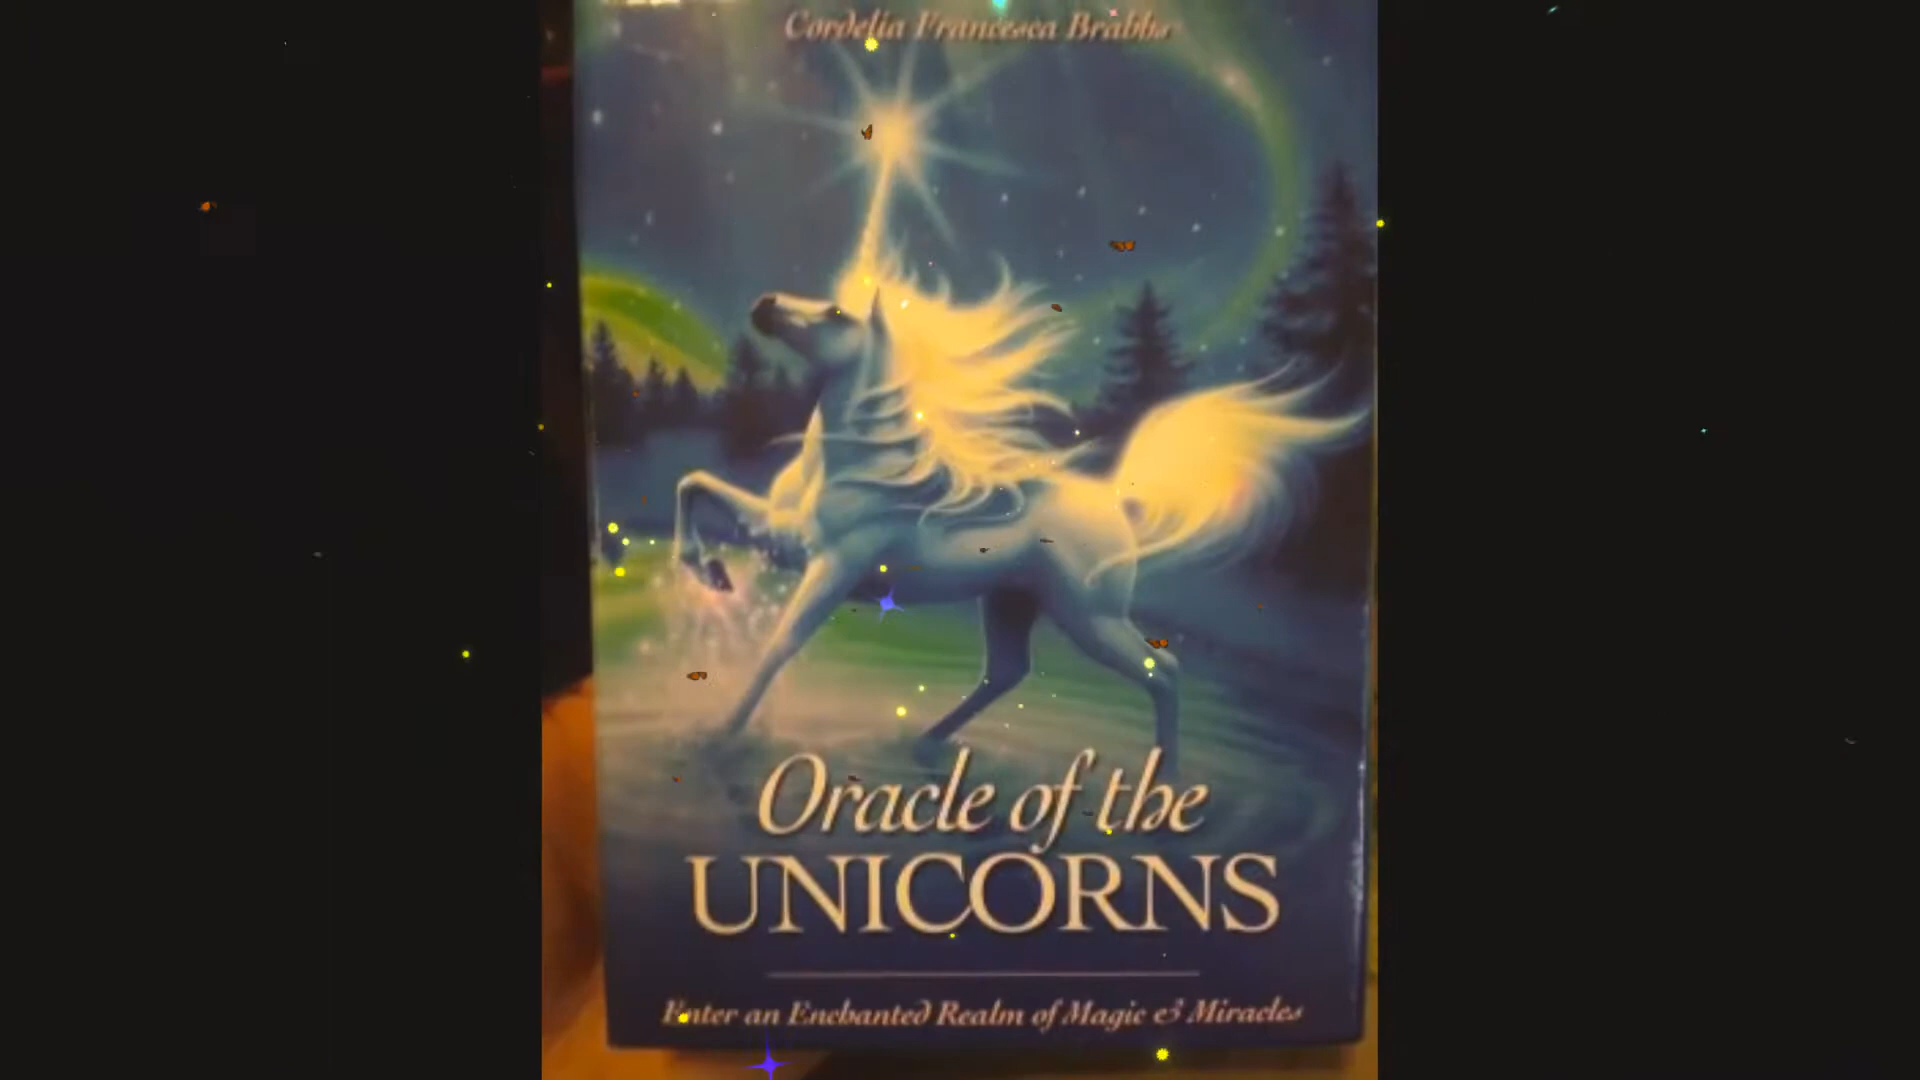 Cordelia Francesca Brabbs
Oracle of the
UNICORNS
Enter an Enchanted Realm of Magic & Miracles